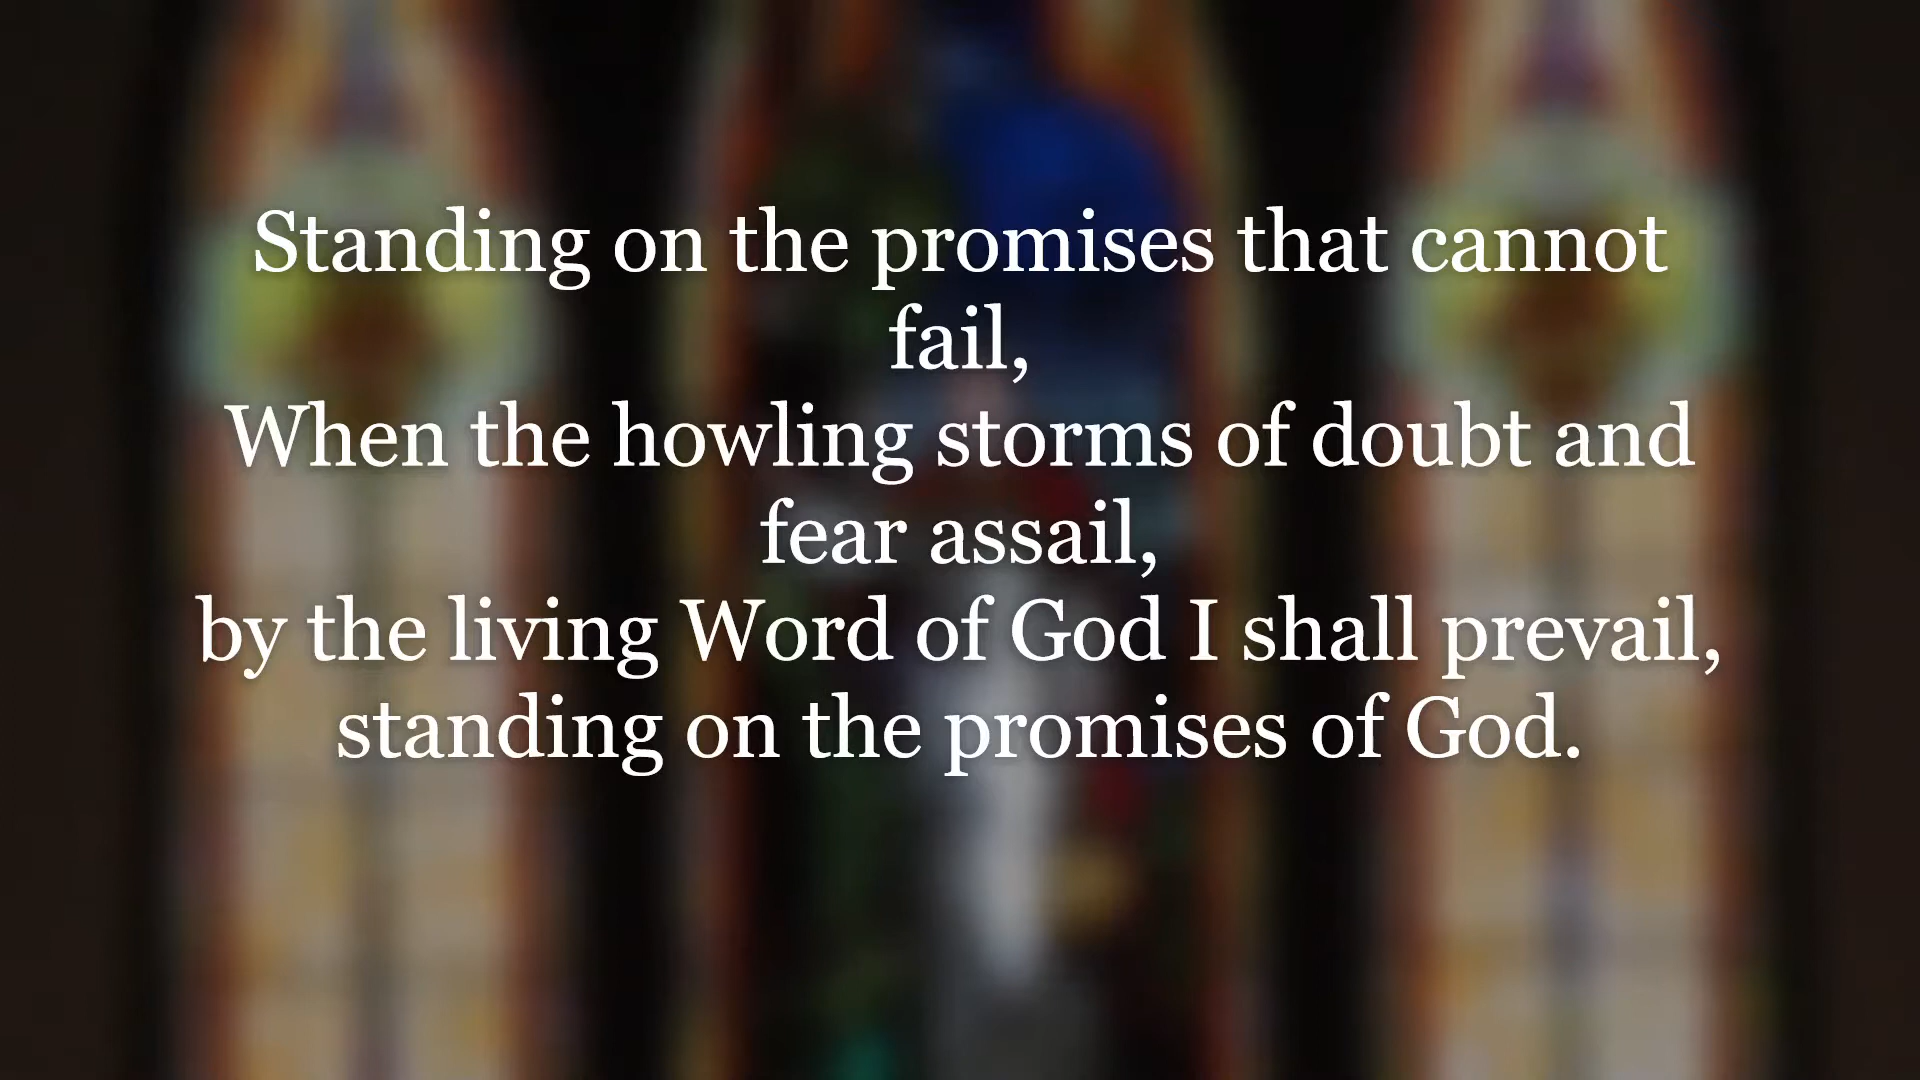 Standing on the promises that cannot
fail,
When the howling storms of doubt and
fear assail,
by the living Word of God I shall prevail,
standing on the promises of God.